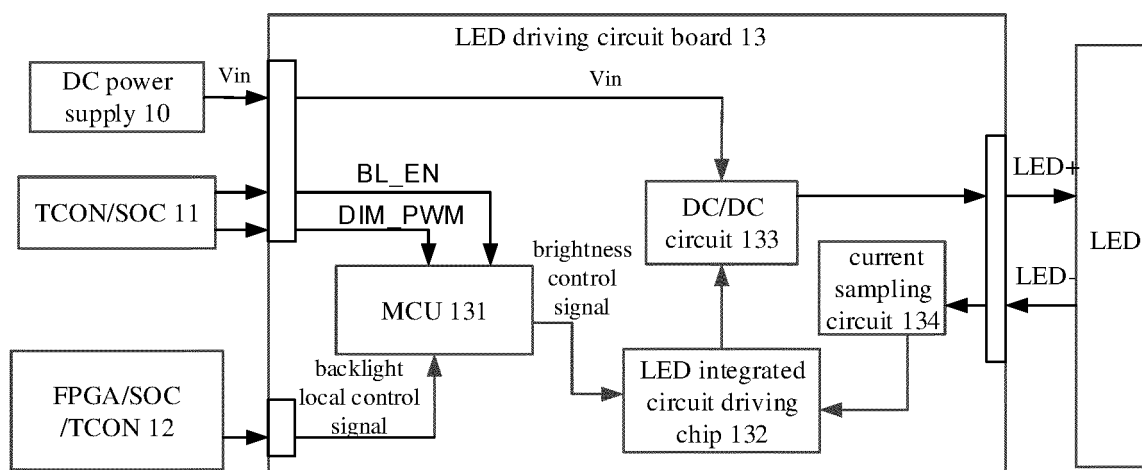 LED driving circuit board 13
DC power
supply 10
Vin
Vin
TCON/SOC 11
BL_EN
DIM_PWM
DC/DC
circuit 133
LED+
LED
LED-
brightness
control
signal
current
sampling
circuit 134
MCU 131
FPGA/SOC
/TCON 12
backlight
local control
signal
LED integrated
circuit driving
chip 132